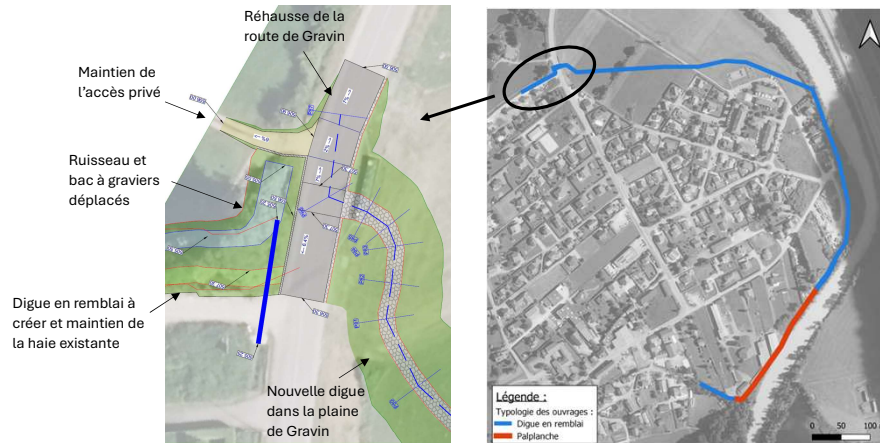 Réhausse de la
route de Gravin
Maintien de
l'accès privé
Ruisseau et
bac à graviers
déplacés
Digue en remblai à
créer et maintien de
la haie existante
Nouvelle digue
dans la plaine
de Gravin
Légende :
Typologie des ouvrages :
Digue en remblai
Palplanche
0 50 100